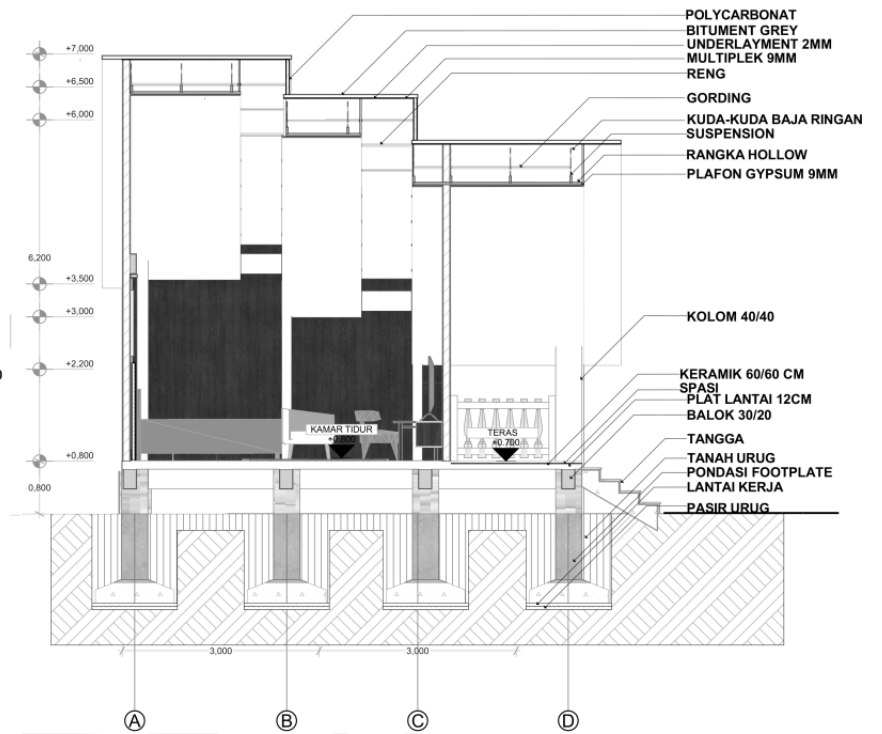 POLYCARBONAT
BITUMENT GREY
UNDERLAYMENT 2MM
MULTIPLEK 9MM
RENG
GORDING
KUDA-KUDA BAJA RINGAN
SUSPENSION
RANGKA HOLLOW
PLAFON GYPSUM 9MM
+7,000
+6,500
+6,000
6,200
+3,500
+3,000
+2,200
+0,800
0,800
KOLOM 40/40
KERAMIK 60/60 CM
SPASI
PLAT LANTAI 12CM
BALOK 30/20
TANGGA
TANAH URUG
PONDASI FOOTPLATE
LANTAI KERJA
PASIR URUG
KAMAR TIDUR
+0.800
TERAS
+0.700
3,000
3,000
A
B
C
D